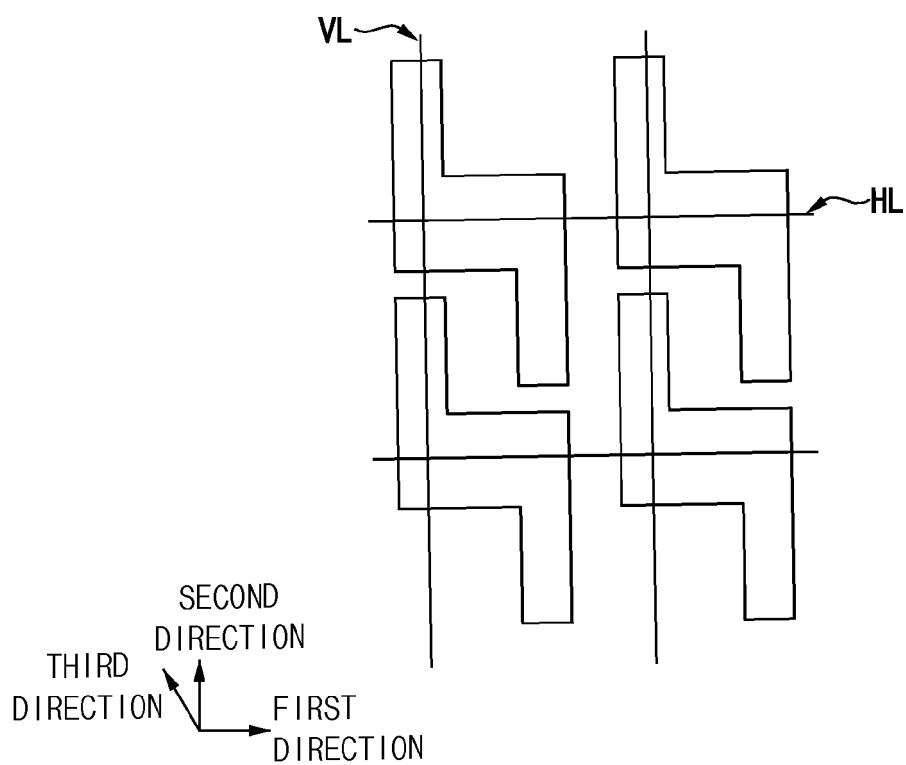 VL
HL
SECOND
DIRECTION
THIRD
DIRECTION
FIRST
DIRECTION